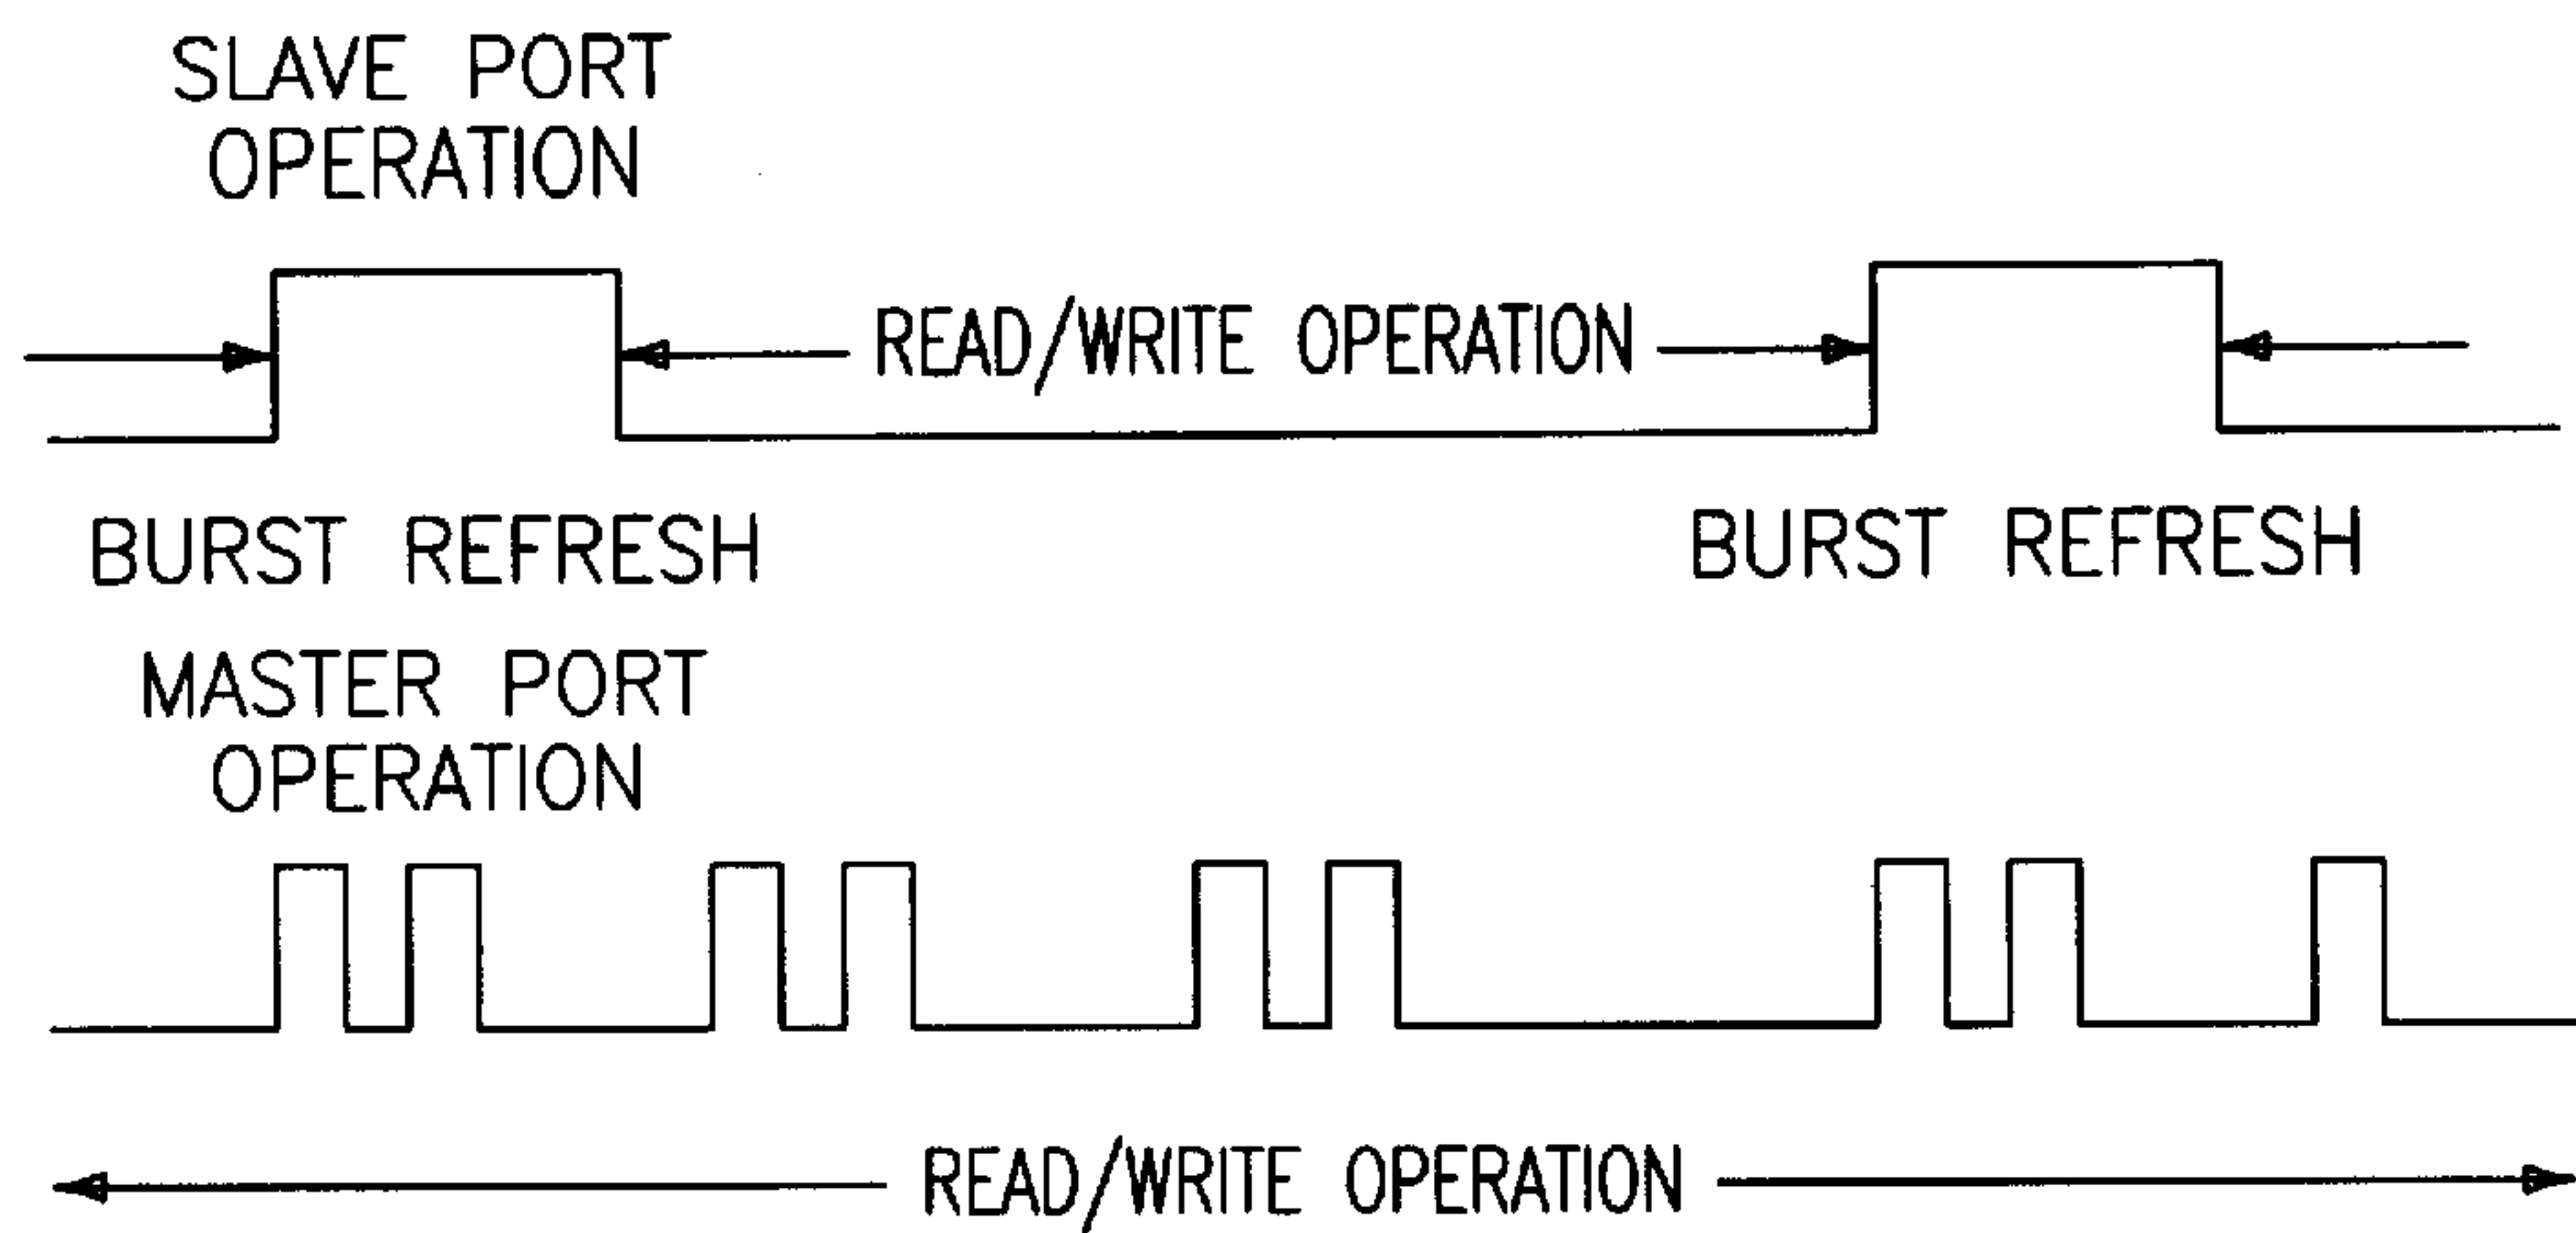 SLAVE PORT
OPERATION
READ/WRITE OPERATION
BURST REFRESH
BURST REFRESH
MASTER PORT
OPERATION
READ/WRITE OPERATION